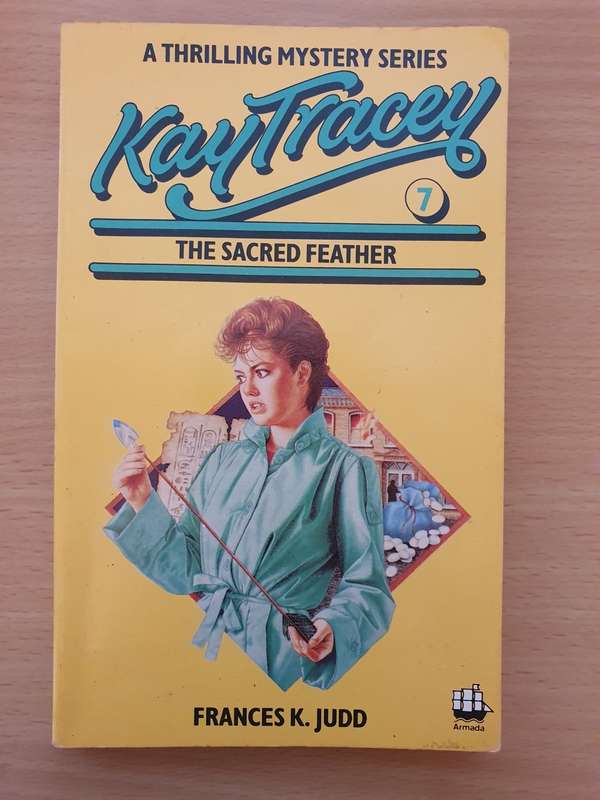 A THRILLING MYSTERY SERIES
Kay Tracey
7
THE SACRED FEATHER
FRANCES K. JUDD
Armada